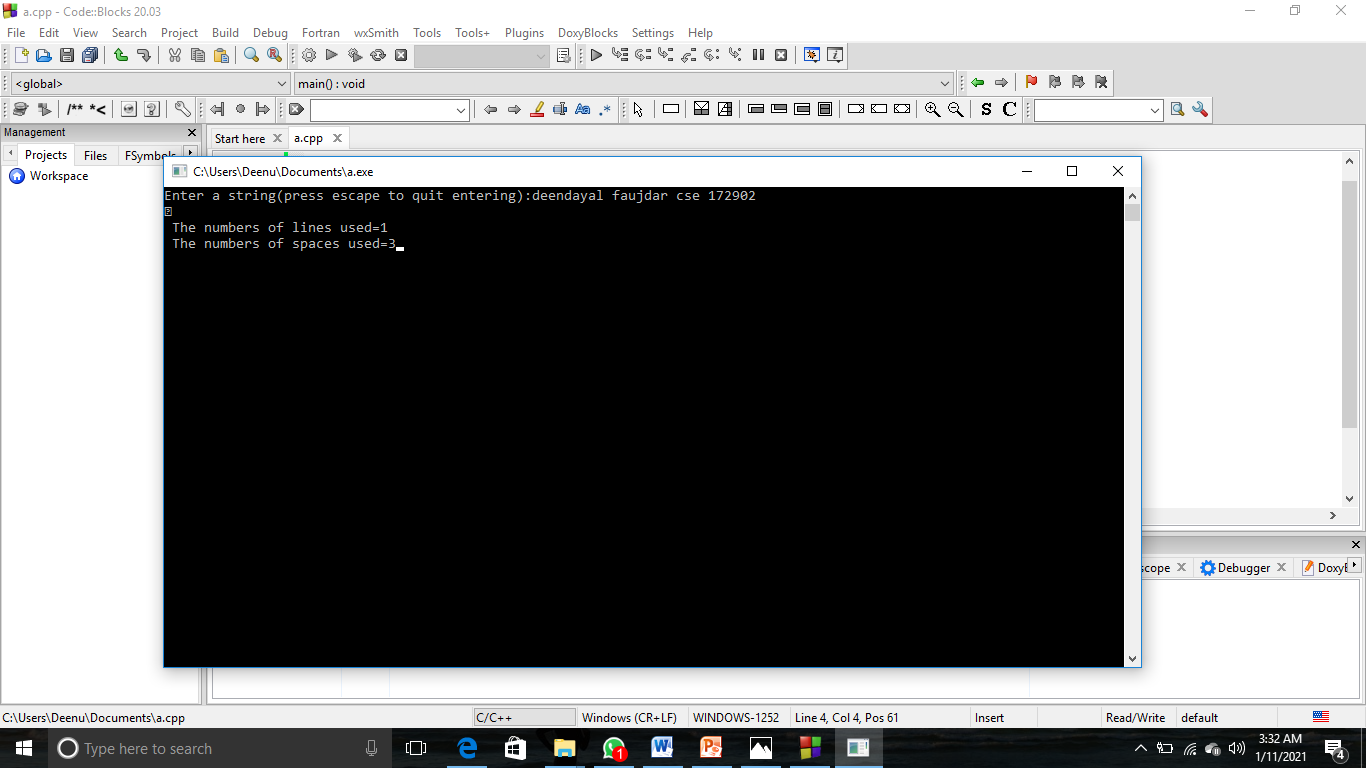 a.cpp - Code::Blocks 20.03
File Edit View Search Project Build Debug Fortran wxSmith Tools Tools+ Plugins DoxyBlocks Settings Help
<global> main() : void
/** *< Aa .* S C
Management
Start here a.cpp
Projects Files FSymbols
Workspace
C:\Users\Deenu\Documents\a.exe
Enter a string(press escape to quit entering):deendayal faujdar cse 172902
The numbers of lines used=1
The numbers of spaces used=3
scope Debugger DoxyB
C:\Users\Deenu\Documents\a.cpp C/C++ Windows (CR+LF) WINDOWS-1252 Line 4, Col 4, Pos 61 Insert Read/Write default
Type here to search
1
3:32 AM
1/11/2021
4